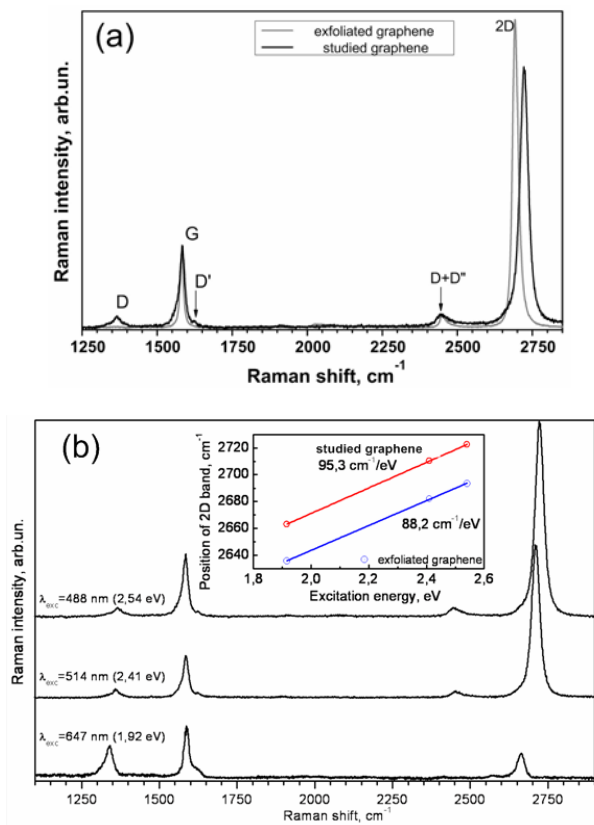 (a)
exfoliated graphene
studied graphene
2D
G
D'
D
D+D"
Raman intensity, arb.un.
1250 1500 1750 2000 2250 2500 2750
Raman shift, cm⁻¹
(b)
Position of 2D band, cm⁻¹
2720
2700
2680
2660
2640
studied graphene
95,3 cm⁻¹/eV
88,2 cm⁻¹/eV
exfoliated graphene
1,8 2,0 2,2 2,4 2,6
Excitation energy, eV
Raman intensity, arb.un.
λexc=488 nm (2,54 eV)
λexc=514 nm (2,41 eV)
λexc=647 nm (1,92 eV)
1250 1500 1750 2000 2250 2500 2750
Raman shift, cm⁻¹